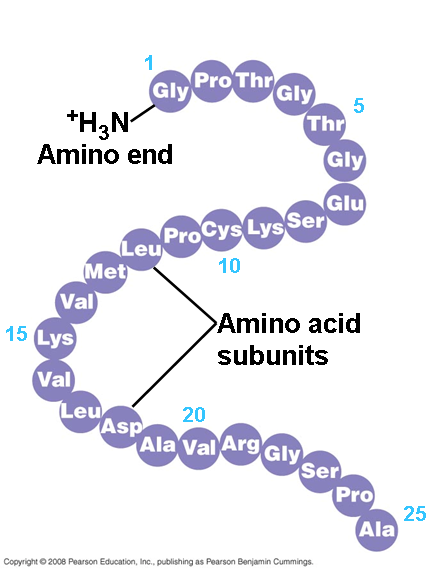 1
Gly Pro Thr Gly
5
Thr
+H3N
Amino end
Gly
Glu
Leu Pro Cys Lys Ser
10
Met
Val
15
Lys
Amino acid
subunits
Val
Leu Asp
20
Ala Val Arg Gly Ser Pro
25
Ala
Copyright © 2008 Pearson Education, Inc., publishing as Pearson Benjamin Cummings.